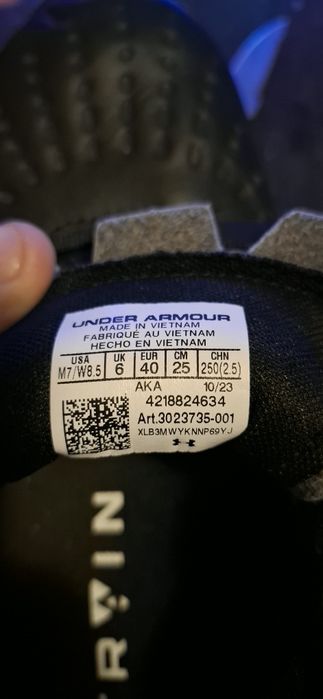 UNDER ARMOUR
MADE IN VIETNAM
FABRIQUÉ AU VIETNAM
HECHO EN VIETNAM
USA UK EUR CM CHN
M7/W8.5 6 40 25 250(2.5)
AKA 10/23
4218824634
Art.3023735-001
XLB3MWYKNNP69YJ
RWIN